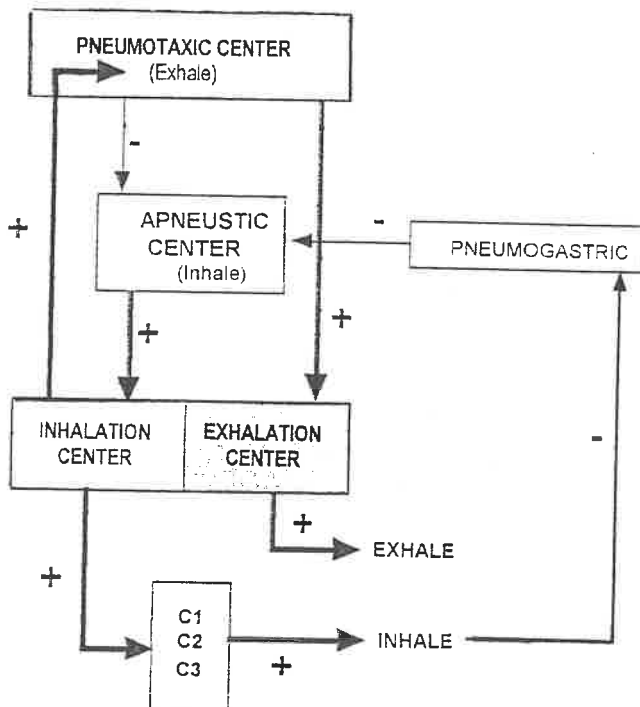 PNEUMOTAXIC CENTER
(Exhale)
-
+
APNEUSTIC
CENTER
(Inhale)
-
PNEUMOGASTRIC
+
+
INHALATION
CENTER
EXHALATION
CENTER
-
+
EXHALE
+
C1
C2
C3
+
INHALE